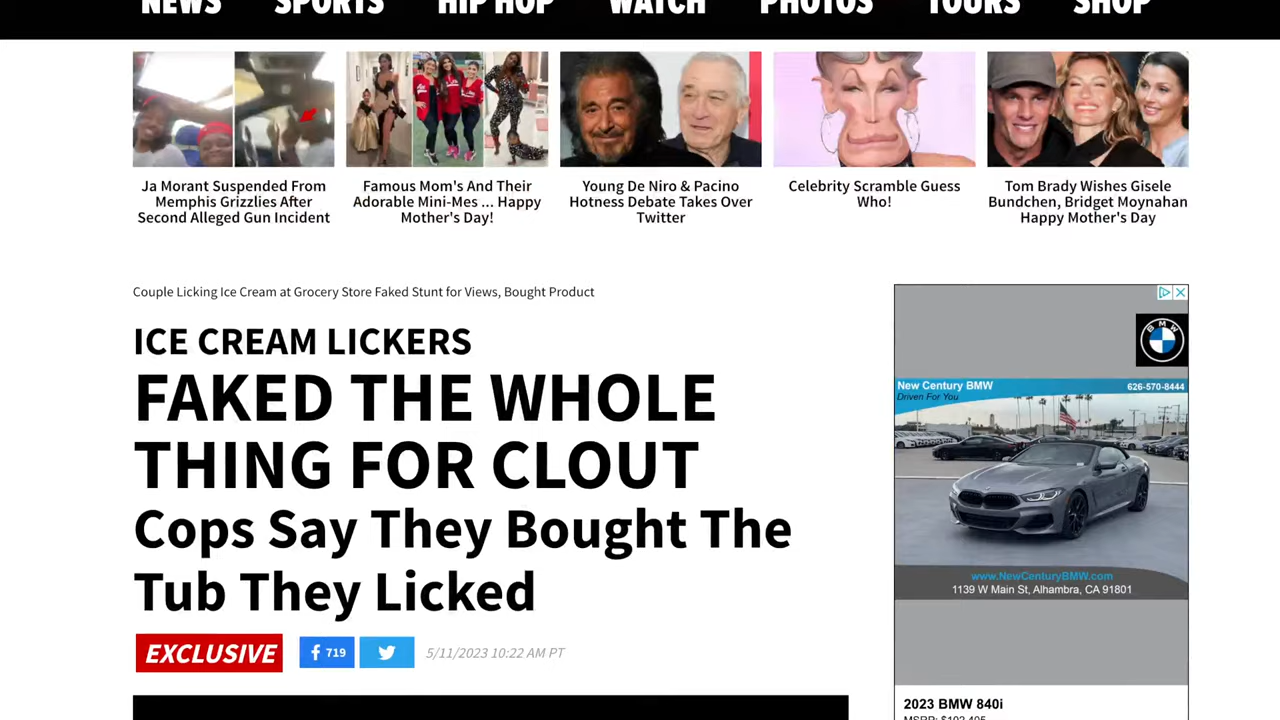 NEWS SPORTS HIP HOP WATCH PHOTOS TOURS SHOP
Ja Morant Suspended From
Memphis Grizzlies After
Second Alleged Gun Incident
Famous Mom's And Their
Adorable Mini-Mes ... Happy
Mother's Day!
Young De Niro & Pacino
Hotness Debate Takes Over
Twitter
Celebrity Scramble Guess
Who!
Tom Brady Wishes Gisele
Bundchen, Bridget Moynahan
Happy Mother's Day
Couple Licking Ice Cream at Grocery Store Faked Stunt for Views, Bought Product
ICE CREAM LICKERS
FAKED THE WHOLE
THING FOR CLOUT
Cops Say They Bought The
Tub They Licked
EXCLUSIVE
719
5/11/2023 10:22 AM PT
BMW
New Century BMW
626-570-8444
Driven For You
www.NewCenturyBMW.com
1139 W Main St, Alhambra, CA 91801
2023 BMW 840i